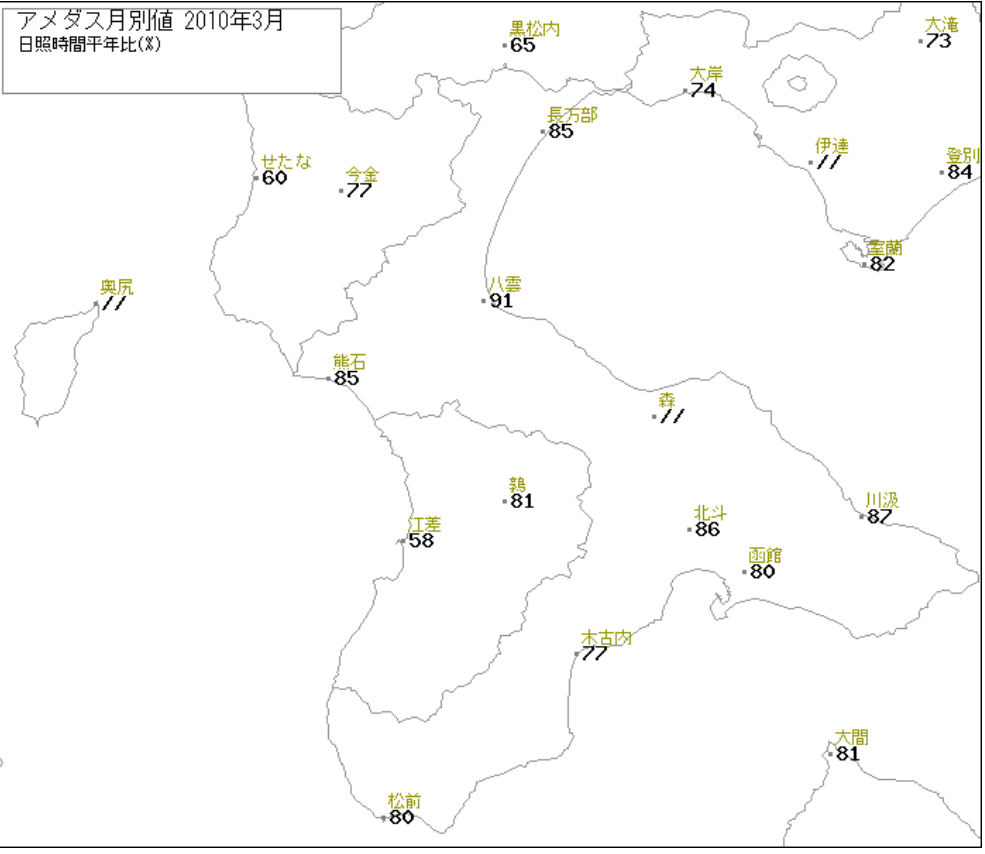 アメダス月別値 2010年3月
日照時間平年比(%)
黒松内
65
大滝
73
大岸
74
長万部
85
伊達
//
登別
84
せたな
60
今金
77
室蘭
82
奥尻
//
八雲
91
熊石
85
森
//
鶉
81
川汲
87
北斗
86
江差
58
函館
80
木古内
77
大間
81
松前
80